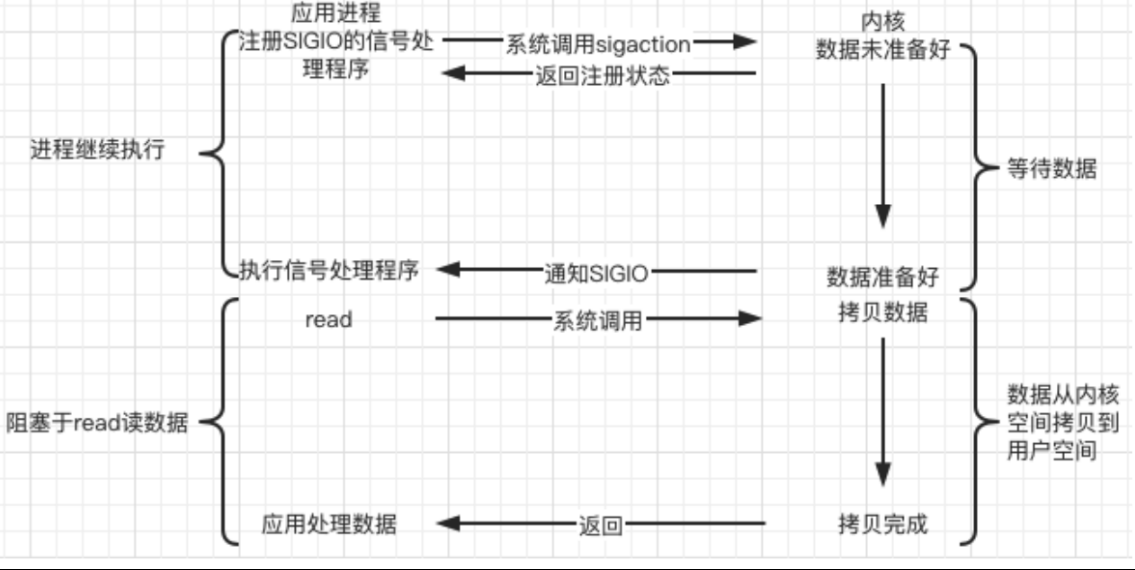 应用进程
注册SIGIO的信号处
理程序
系统调用sigaction
返回注册状态
内核
数据未准备好
进程继续执行
等待数据
执行信号处理程序
通知SIGIO
数据准备好
read
系统调用
拷贝数据
阻塞于read读数据
数据从内核
空间拷贝到
用户空间
应用处理数据
返回
拷贝完成